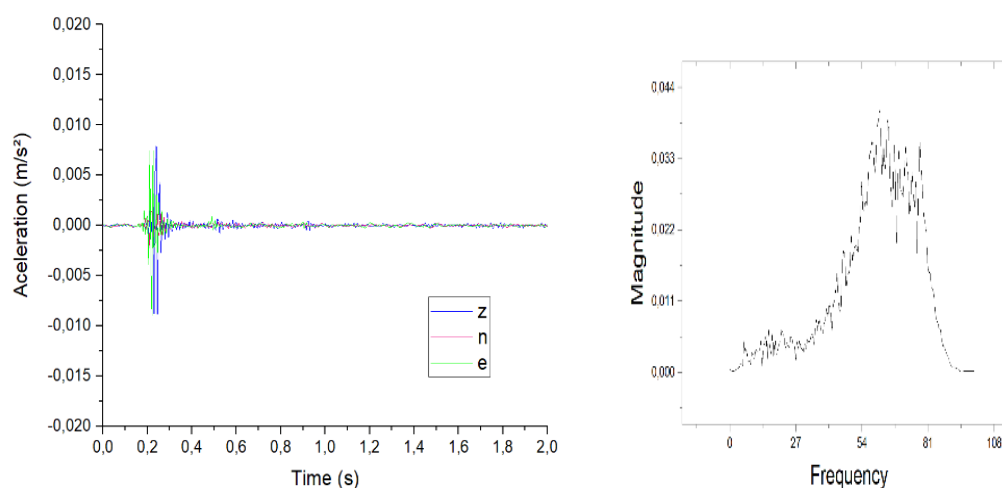 0,020
0,015
0,010
0,005
0,000
-0,005
-0,010
-0,015
-0,020
Aceleration (m/s²)
0,0 0,2 0,4 0,6 0,8 1,0 1,2 1,4 1,6 1,8 2,0
Time (s)
z
n
e
0,044
0,033
0,022
0,011
0,000
Magnitude
0 27 54 81 108
Frequency